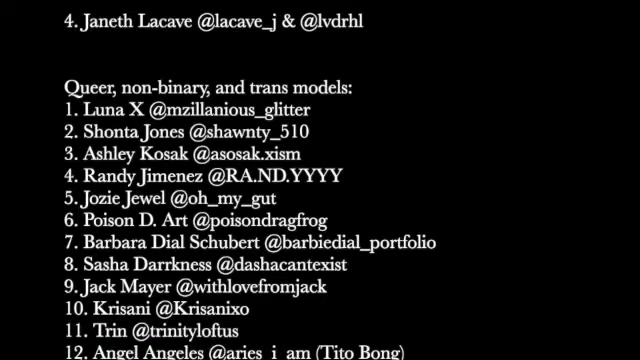 4. Janeth Lacave @lacave_j & @lvdrhl
Queer, non-binary, and trans models:
1. Luna X @mzillanious_glitter
2. Shonta Jones @shawnty_510
3. Ashley Kosak @asosak.xism
4. Randy Jimenez @RA.ND.YYYY
5. Jozie Jewel @oh_my_gut
6. Poison D. Art @poisondragfrog
7. Barbara Dial Schubert @barbiedial_portfolio
8. Sasha Darrkness @dashacantexist
9. Jack Mayer @withlovefromjack
10. Krisani @Krisanixo
11. Trin @trinityloftus
12. Angel Angeles @aries_i_am (Tito Bong)